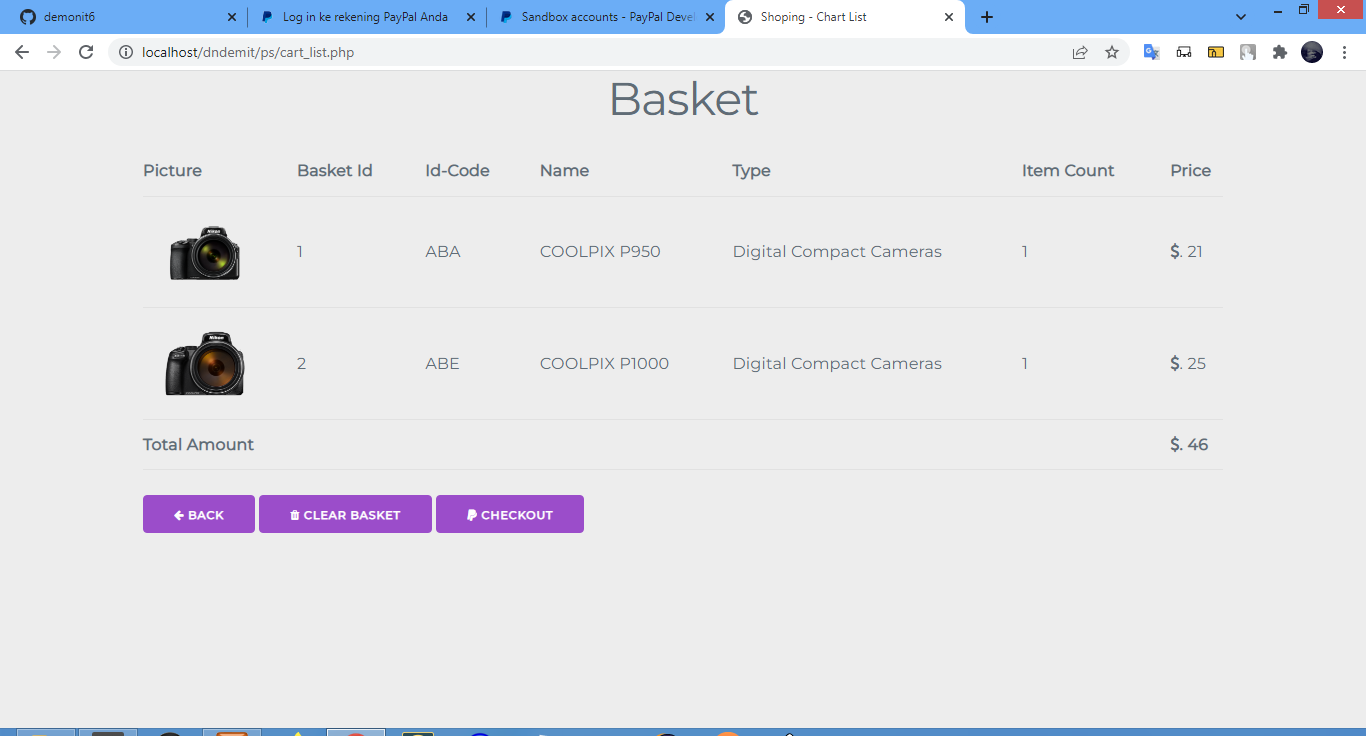 demonit6
Log in ke rekening PayPal Anda
Sandbox accounts - PayPal Devel
Shoping - Chart List
localhost/dndemit/ps/cart_list.php
Basket
Picture Basket Id Id-Code Name Type Item Count Price
Nikon 1 ABA COOLPIX P950 Digital Compact Cameras 1 $. 21
Nikon 2 ABE COOLPIX P1000 Digital Compact Cameras 1 $. 25
Total Amount $. 46
BACK CLEAR BASKET CHECKOUT